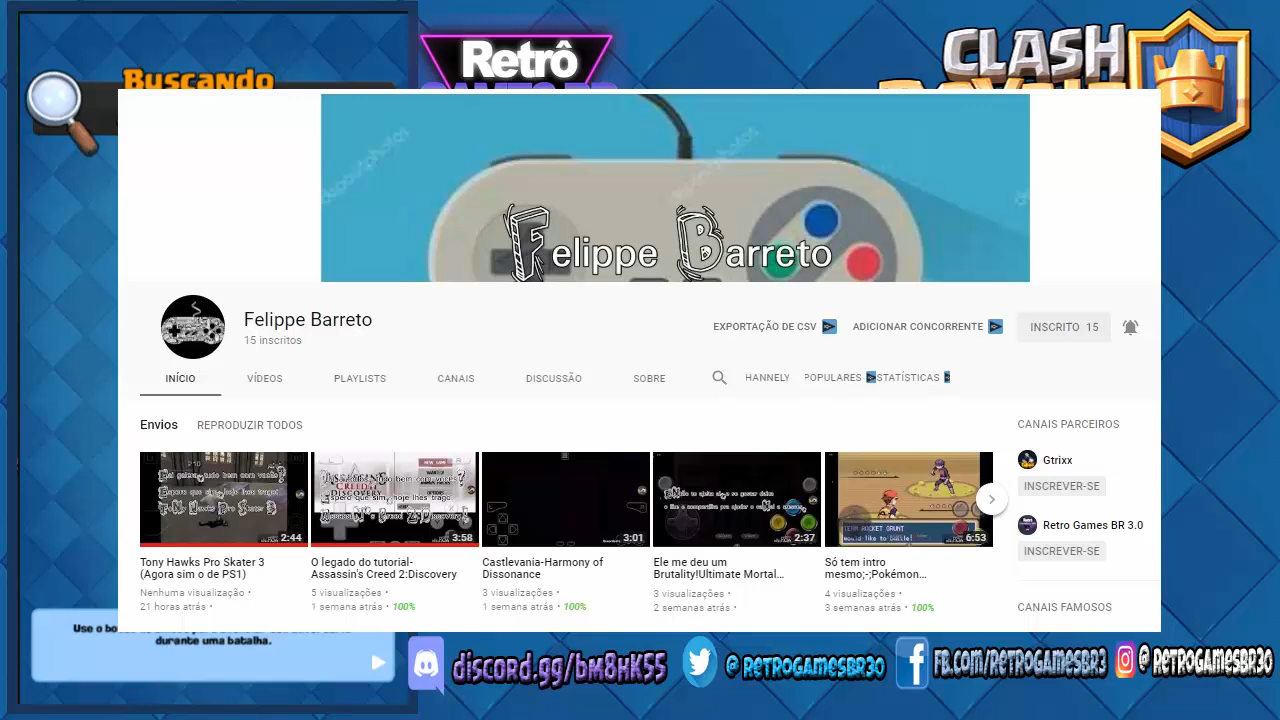 Buscando
Retrô
CLASH
Felippe Barreto
Felippe Barreto
15 inscritos
EXPORTAÇÃO DE CSV
ADICIONAR CONCORRENTE
INSCRITO 15
INÍCIO
VÍDEOS
PLAYLISTS
CANAIS
DISCUSSÃO
SOBRE
HANNELY
POPULARES
ESTATÍSTICAS
Envios
REPRODUZIR TODOS
CANAIS PARCEIROS
Gtrixx
INSCREVER-SE
Retro Games BR 3.0
INSCREVER-SE
CANAIS FAMOSOS
2:44
3:58
3:01
2:37
6:53
Tony Hawks Pro Skater 3
(Agora sim o de PS1)
Nenhuma visualização •
21 horas atrás •
O legado do tutorial-
Assassin's Creed 2:Discovery
5 visualizações •
1 semana atrás • 100%
Castlevania-Harmony of
Dissonance
3 visualizações •
1 semana atrás • 100%
Ele me deu um
Brutality!Ultimate Mortal...
3 visualizações •
2 semanas atrás •
Só tem intro
mesmo;-;Pokémon...
4 visualizações •
3 semanas atrás • 100%
Use o
durante uma batalha.
discord.gg/bm8hk55
@RetrogamesBR30
FB.com/RetrogamesBR3
@RetrogamesBR30